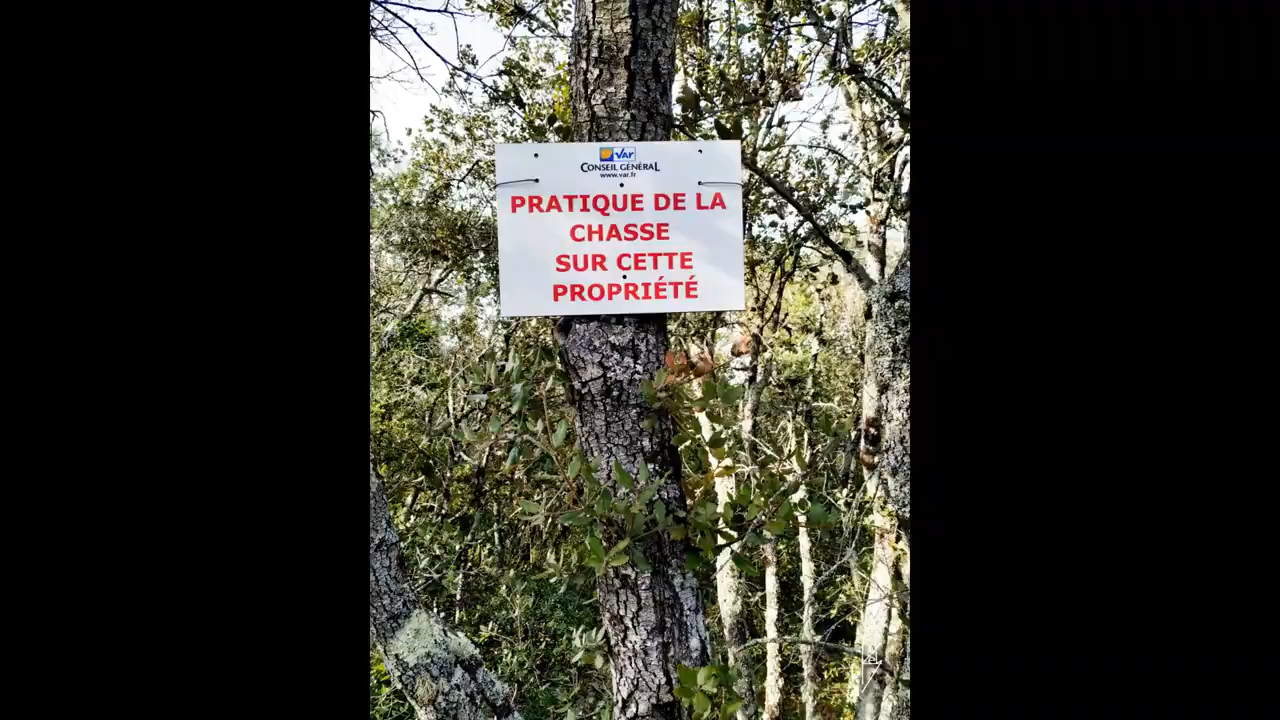 Var
CONSEIL GÉNÉRAL
www.var.fr
PRATIQUE DE LA
CHASSE
SUR CETTE
PROPRIÉTÉ